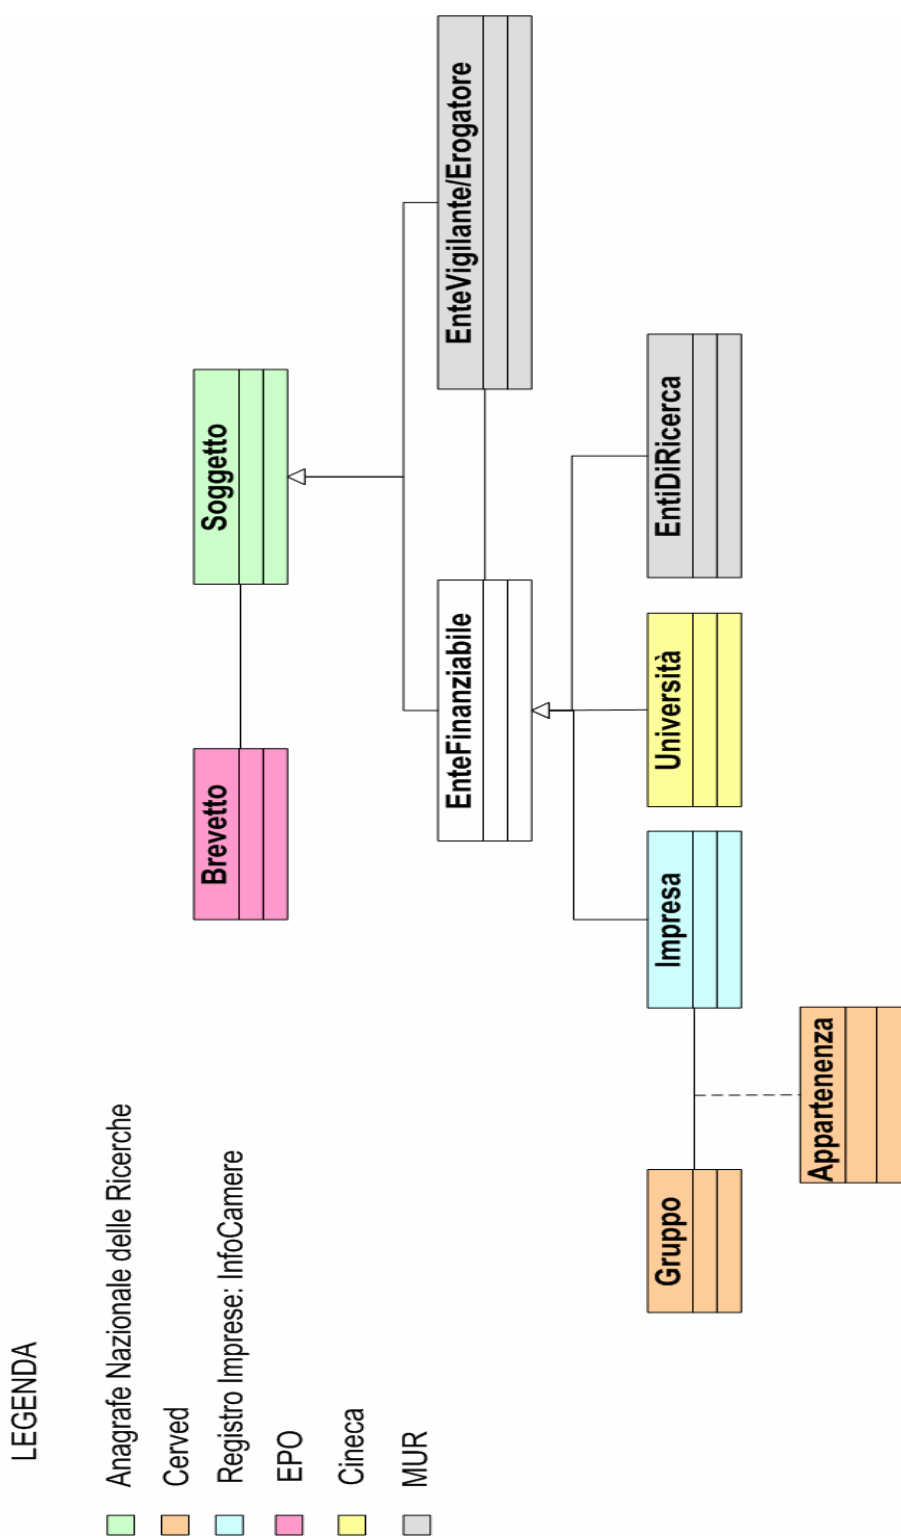 LEGENDA
Anagrafe Nazionale delle Ricerche
Cerved
Registro Imprese: InfoCamere
EPO
Cineca
MUR
Brevetto
Soggetto
EnteFinanziabile
EnteVigilante/Erogatore
Gruppo
Impresa
Università
EntiDiRicerca
Appartenenza